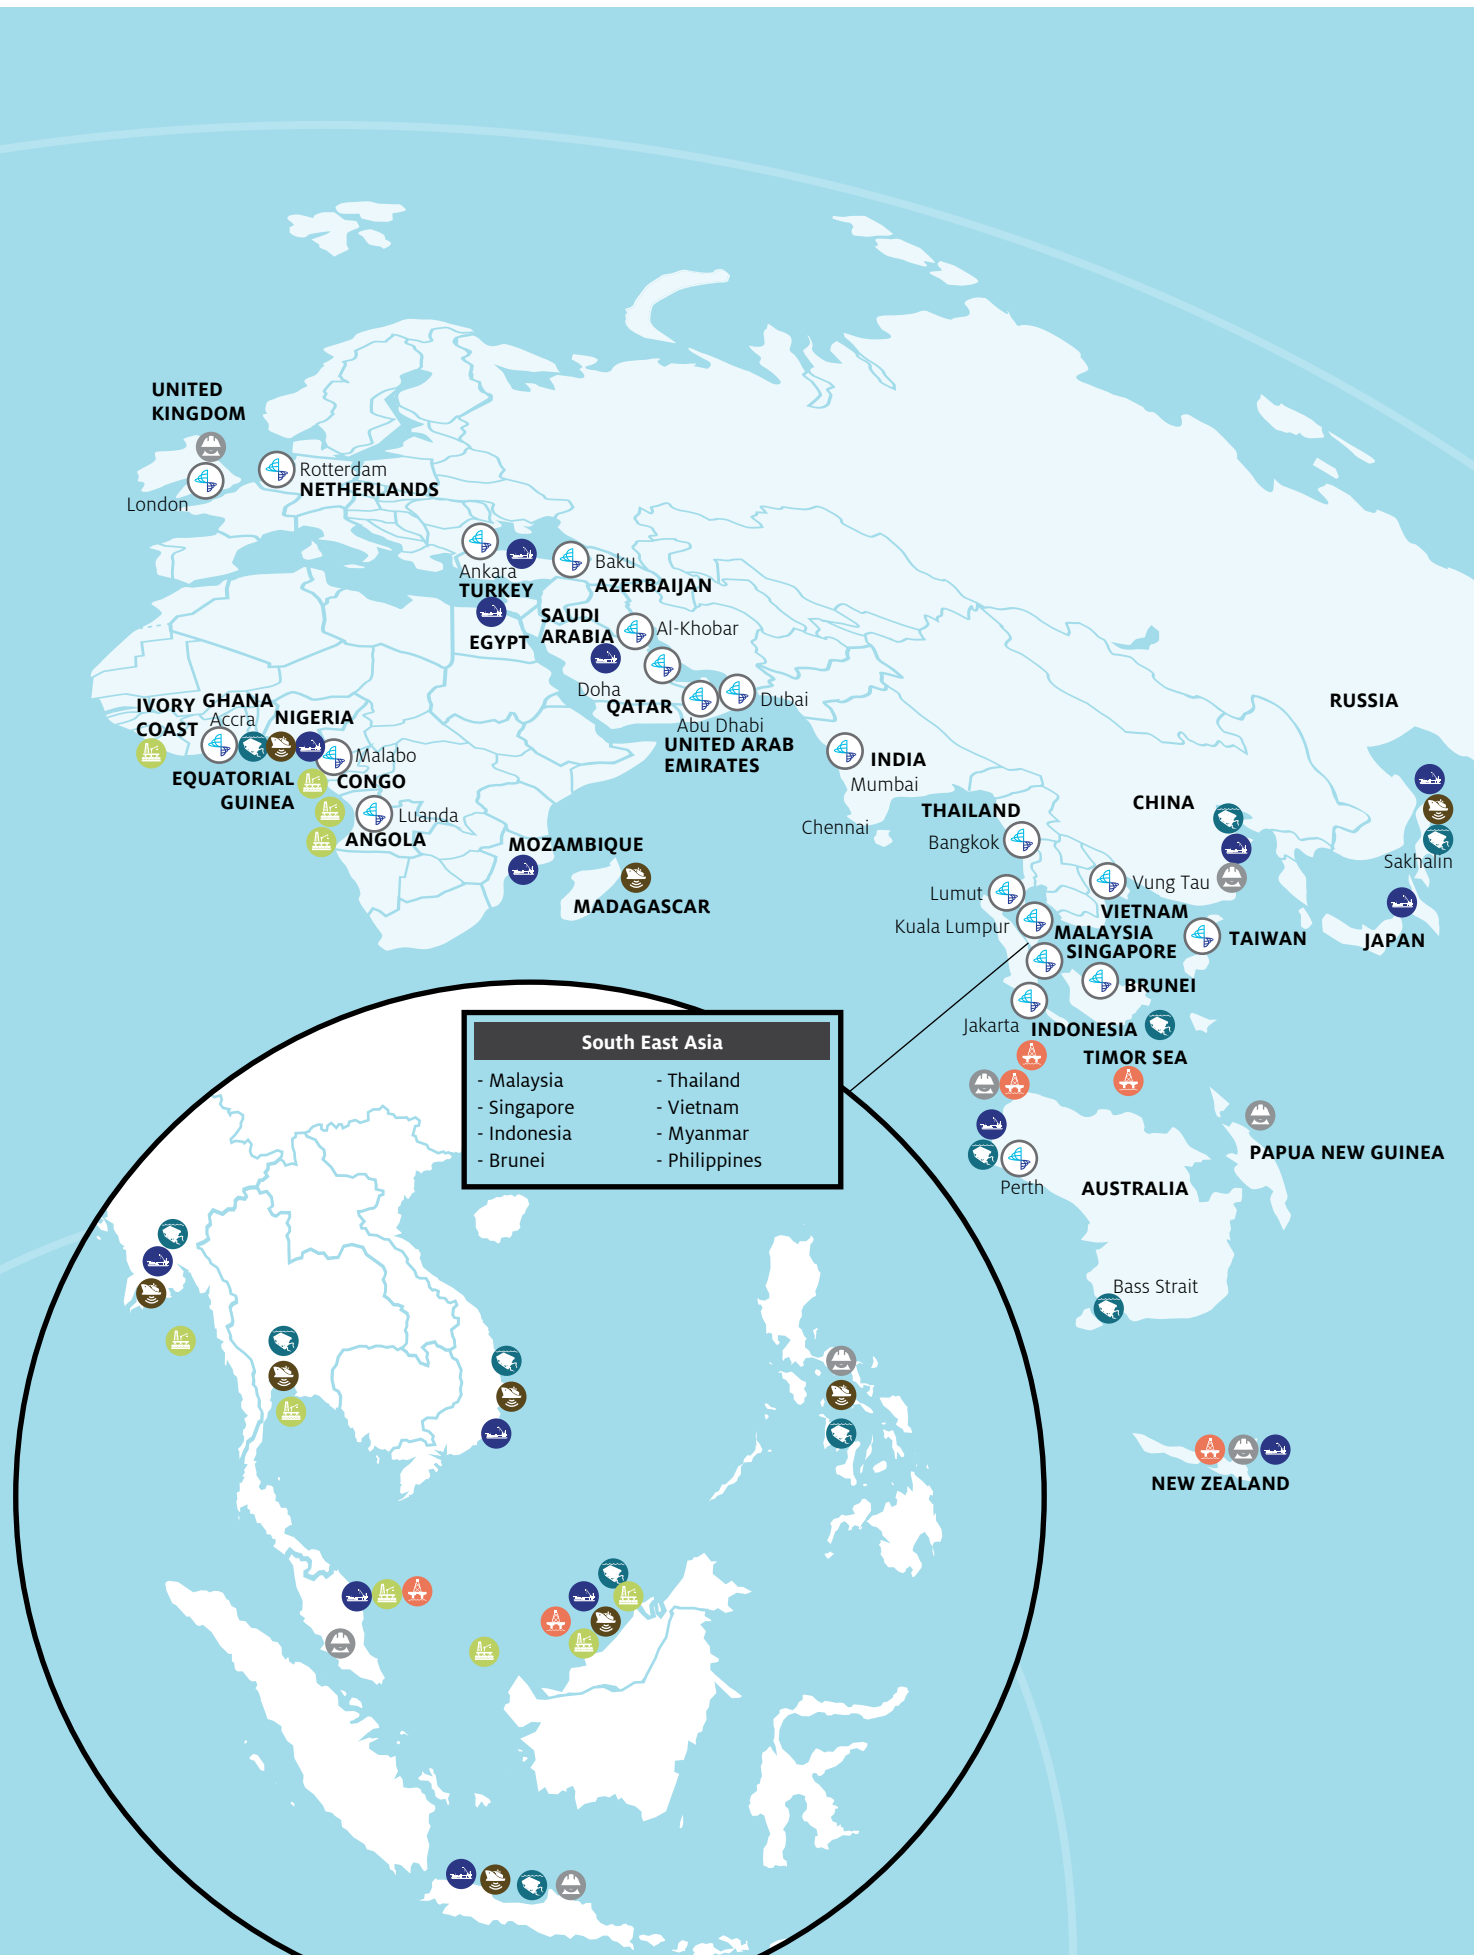 UNITED
KINGDOM
London
Rotterdam
NETHERLANDS
Ankara
TURKEY
Baku
AZERBAIJAN
EGYPT
SAUDI
ARABIA
Al-Khobar
Doha
QATAR
Abu Dhabi
Dubai
UNITED ARAB
EMIRATES
IVORY
COAST
GHANA
Accra
NIGERIA
Malabo
EQUATORIAL
GUINEA
CONGO
Luanda
ANGOLA
MOZAMBIQUE
MADAGASCAR
INDIA
Mumbai
Chennai
THAILAND
Bangkok
Lumut
Kuala Lumpur
CHINA
Vung Tau
VIETNAM
MALAYSIA
SINGAPORE
TAIWAN
BRUNEI
Jakarta
INDONESIA
TIMOR SEA
RUSSIA
Sakhalin
JAPAN
PAPUA NEW GUINEA
Perth
AUSTRALIA
Bass Strait
NEW ZEALAND
South East Asia
- Malaysia
- Singapore
- Indonesia
- Brunei
- Thailand
- Vietnam
- Myanmar
- Philippines